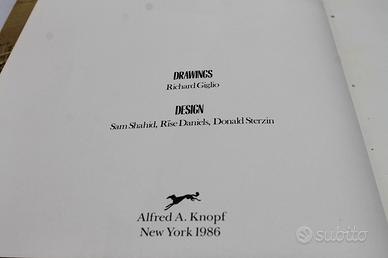 DRAWINGS
Richard Giglio
DESIGN
Sam Shahid, Rise Daniels, Donald Sterzin
Alfred A. Knopf
New York 1986
subito